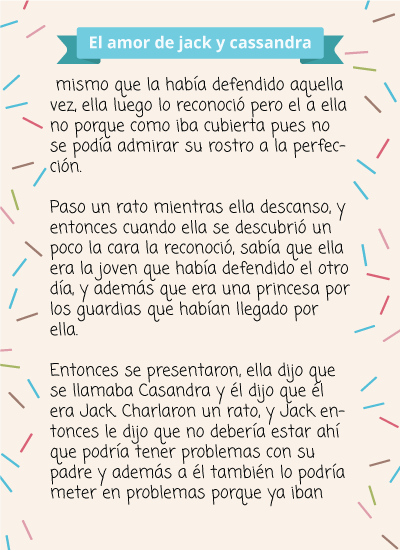 El amor de jack y cassandra
mismo que la había defendido aquella
vez, ella luego lo reconoció pero el a ella
no porque como iba cubierta pues no
se podía admirar su rostro a la perfec-
ción.
Paso un rato mientras ella descanso, y
entonces cuando ella se descubrió un
poco la cara la reconoció, sabía que ella
era la joven que había defendido el otro
día, y además que era una princesa por
los guardias que habían llegado por
ella.
Entonces se presentaron, ella dijo que
se llamaba Casandra y él dijo que él
era Jack. Charlaron un rato, y Jack en-
tonces le dijo que no debería estar ahí
que podría tener problemas con su
padre y además a él también lo podría
meter en problemas porque ya iban